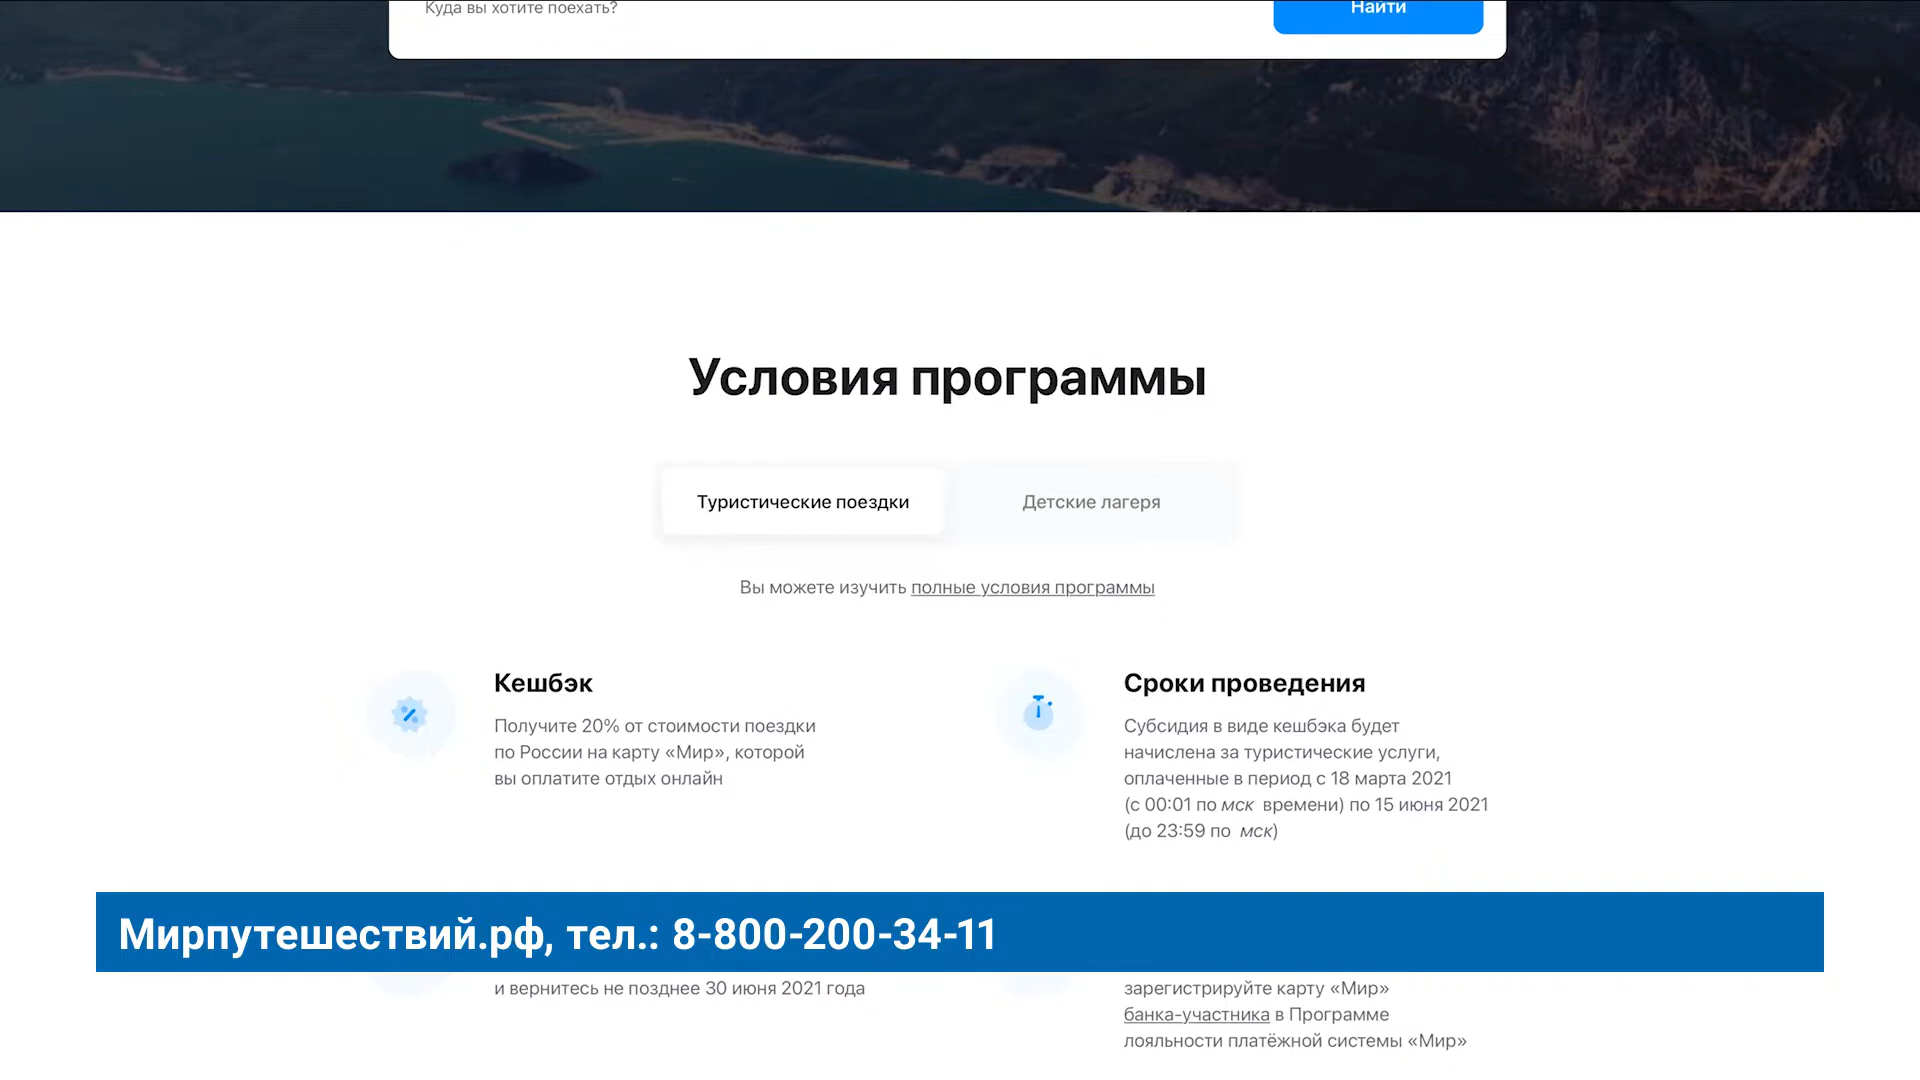 Куда вы хотите поехать?
Найти
Условия программы
Туристические поездки
Детские лагеря
Вы можете изучить полные условия программы
Кешбэк
Получите 20% от стоимости поездки
по России на карту «Мир», которой
вы оплатите отдых онлайн
Сроки проведения
Субсидия в виде кешбэка будет
начислена за туристические услуги,
оплаченные в период с 18 марта 2021
(с 00:01 по мск времени) по 15 июня 2021
(до 23:59 по мск)
Мирпутешествий.рф, тел.: 8-800-200-34-11
и вернитесь не позднее 30 июня 2021 года
зарегистрируйте карту «Мир»
банка-участника в Программе
лояльности платёжной системы «Мир»